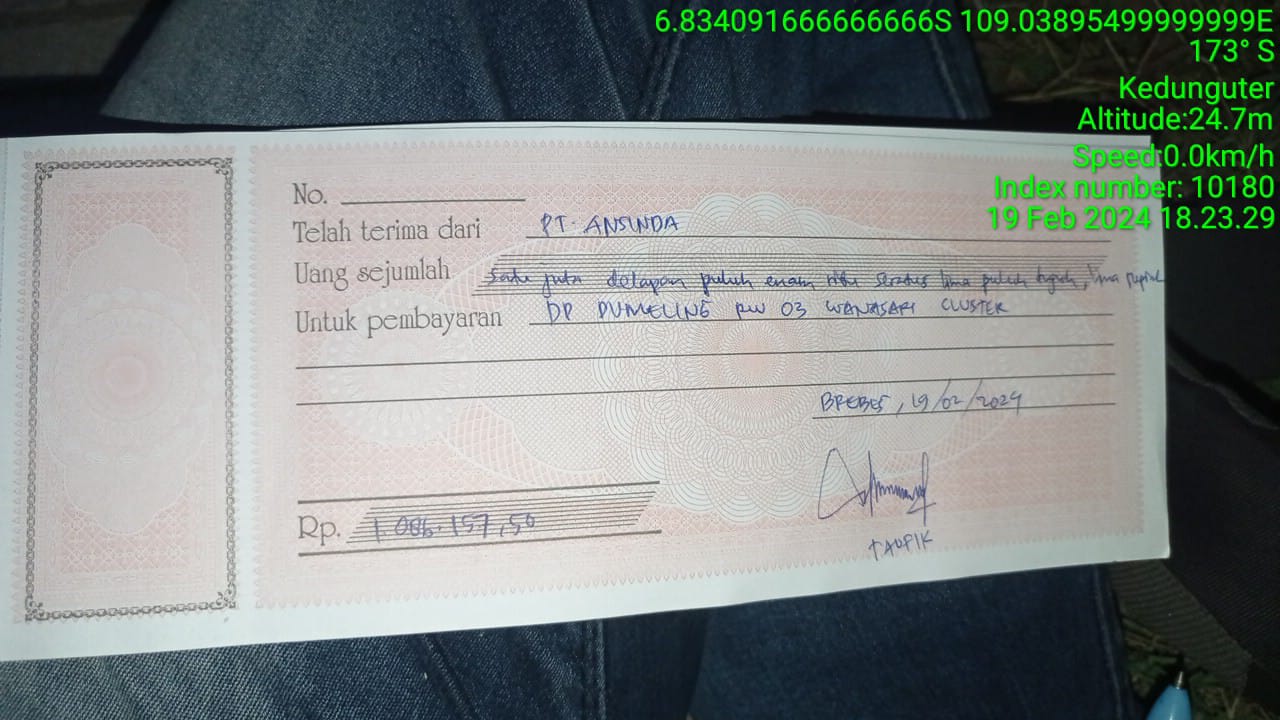 6.834091666666666S 109.03895499999999E
173° S
Kedunguter
Altitude:24.7m
Speed:0.0km/h
Index number: 10180
19 Feb 2024 18.23.29
No.
Telah terima dari PT. ANSINDA
Uang sejumlah satu juta delapan puluh enam ribu seratus lima puluh tujuh, lima rupiah
Untuk pembayaran DP PUMELING RW 03 WANASARI CLUSTER
BREBES, 19/02/2024
Rp. 1.086.157,50
TAOPIK